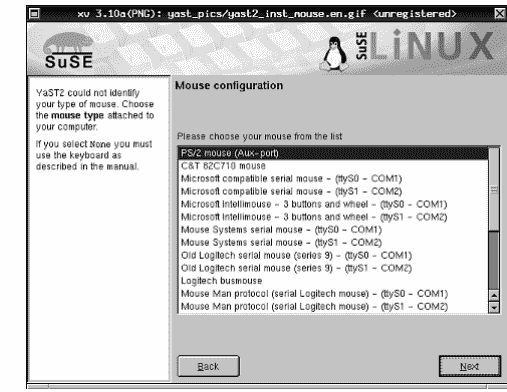 xv 3.10a(PNG): yast_pics/yast2_inst_mouse.en.gif <unregistered>
SuSE
SuSE LiNUX
YaST2 could not identify
your type of mouse. Choose
the mouse type attached to
your computer.
If you select None you must
use the keyboard as
described in the manual.
Mouse configuration
Please choose your mouse from the list
PS/2 mouse (Aux-port)
C&T 82C710 mouse
Microsoft compatible serial mouse - (ttyS0 - COM1)
Microsoft compatible serial mouse - (ttyS1 - COM2)
Microsoft Intellimouse - 3 buttons and wheel - (ttyS0 - COM1)
Microsoft Intellimouse - 3 buttons and wheel - (ttyS1 - COM2)
Mouse Systems serial mouse - (ttyS0 - COM1)
Mouse Systems serial mouse - (ttyS1 - COM2)
Old Logitech serial mouse (series 9) - (ttyS0 - COM1)
Old Logitech serial mouse (series 9) - (ttyS1 - COM2)
Logitech busmouse
Mouse Man protocol (serial Logitech mouse) - (ttyS0 - COM1)
Mouse Man protocol (serial Logitech mouse) - (ttyS1 - COM2)
Back
Next